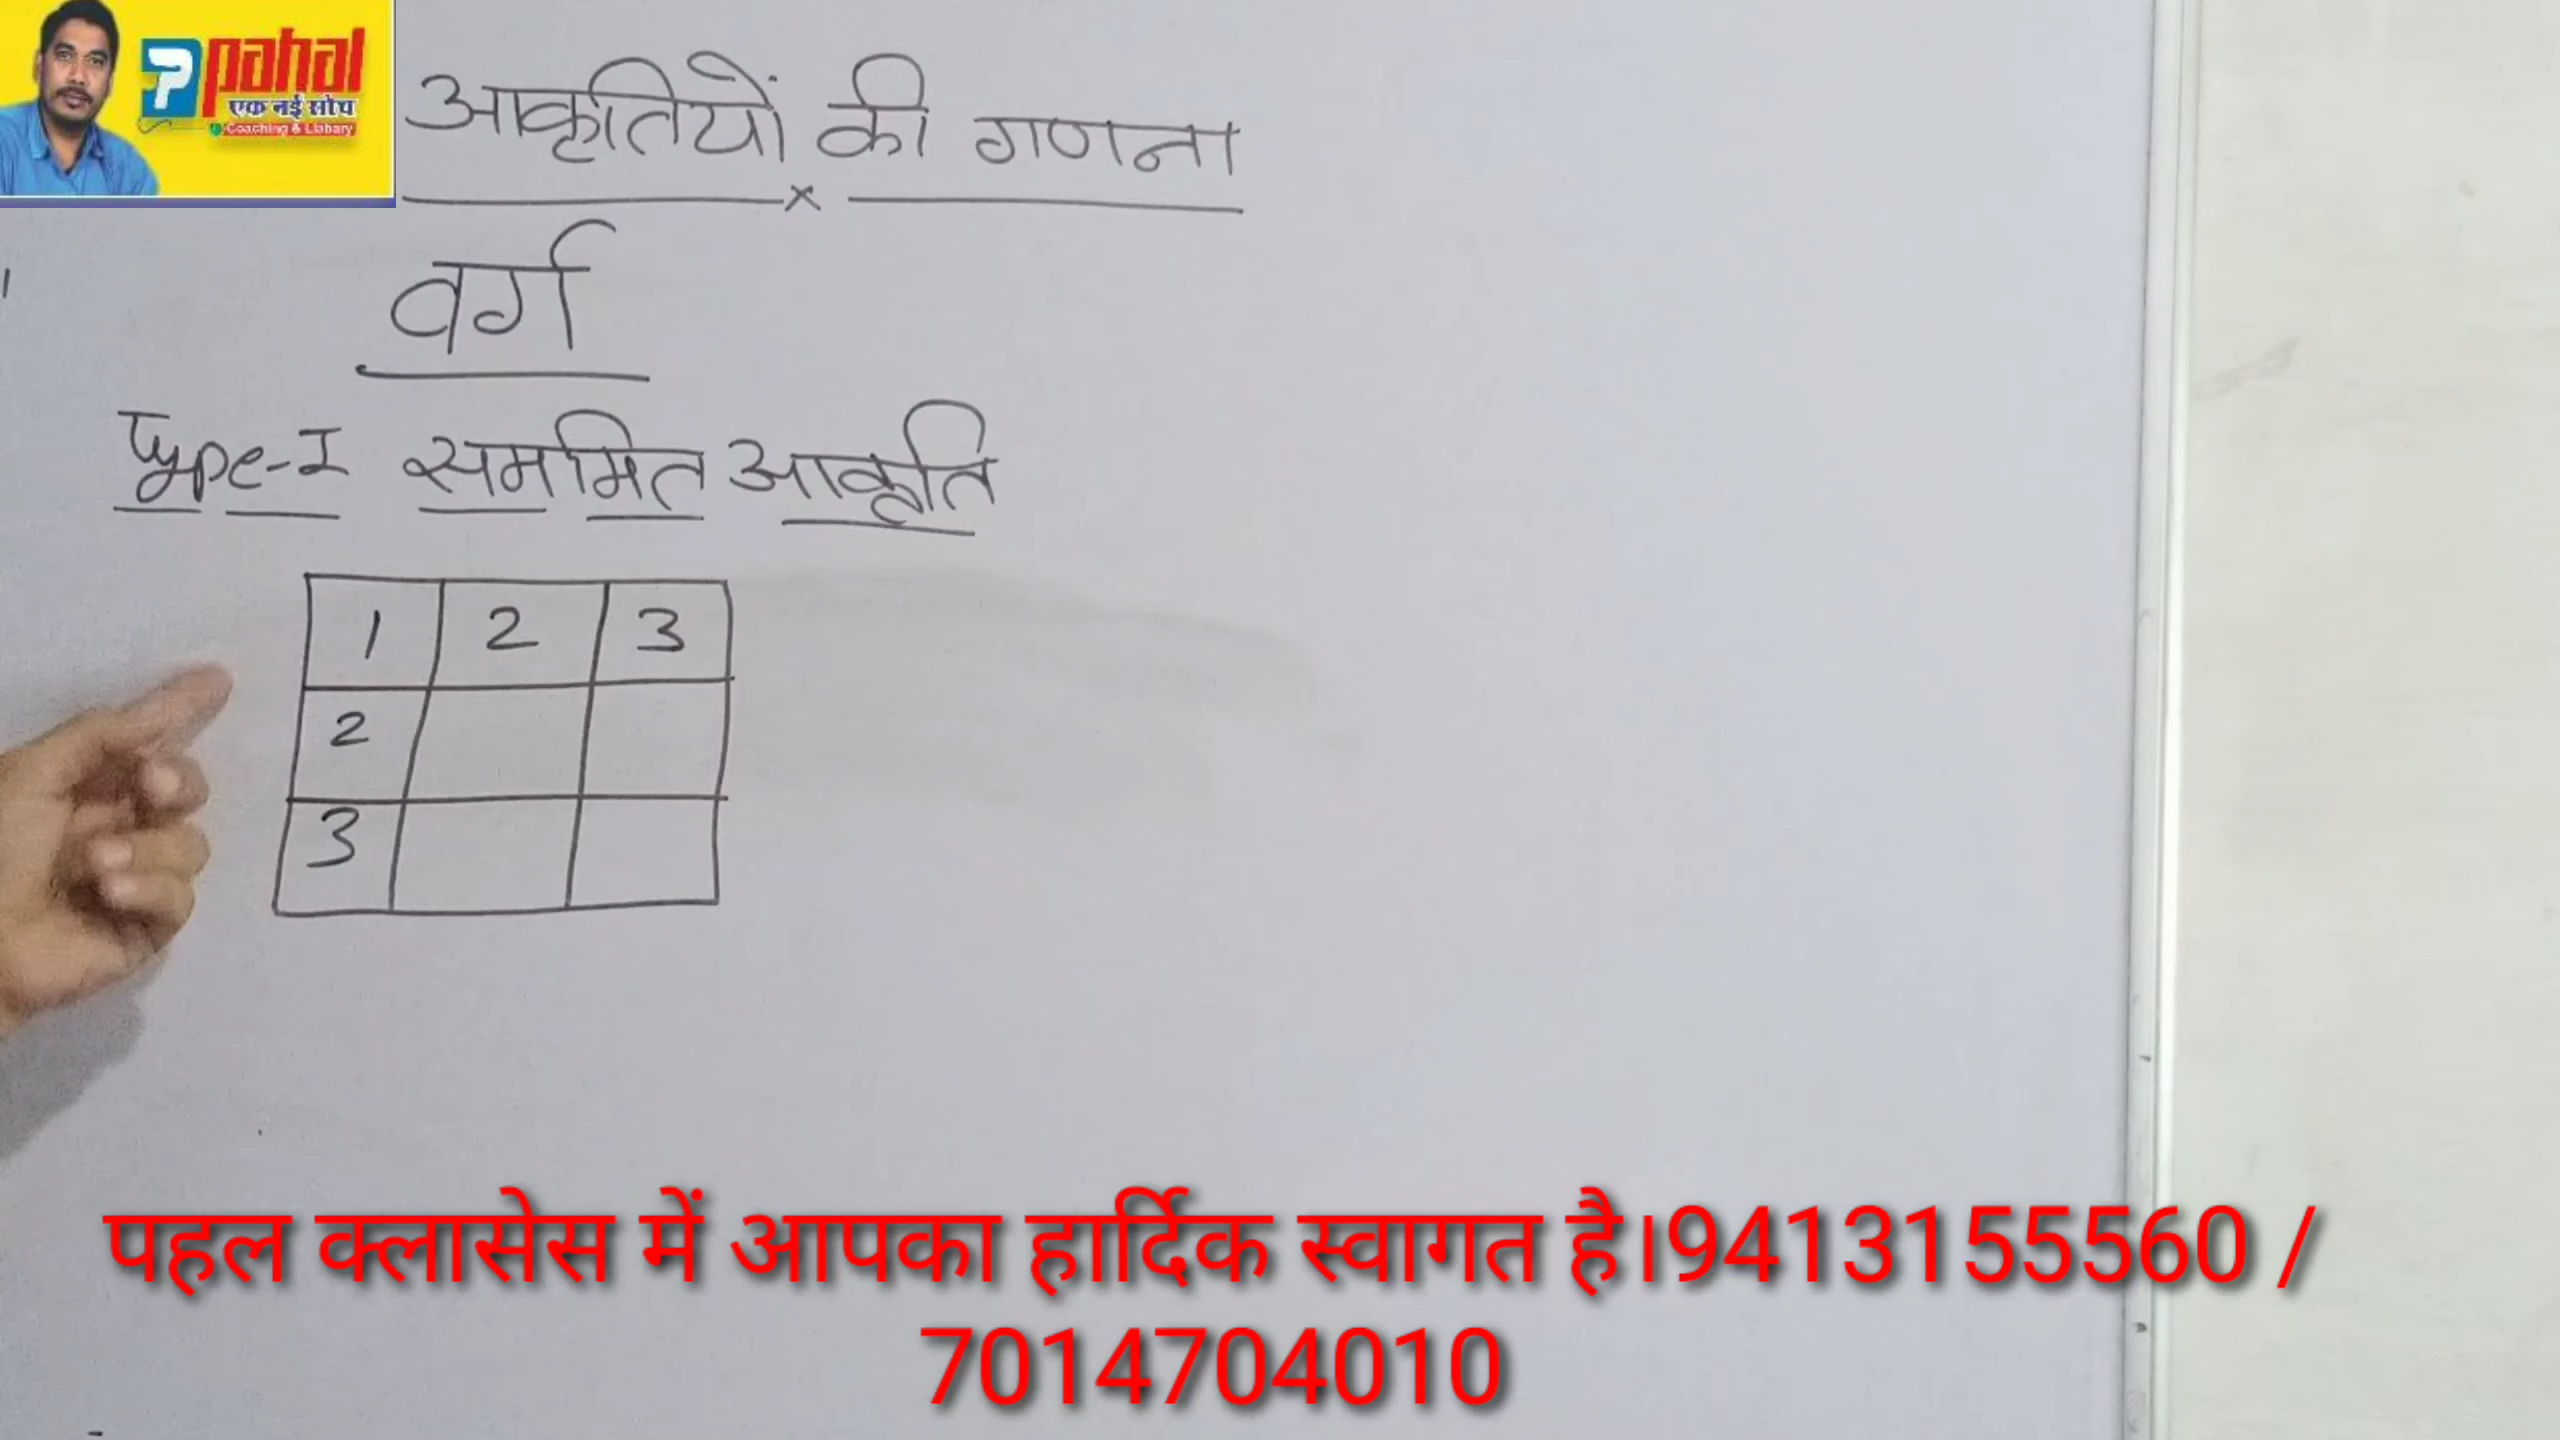 pahal
एक नई सोच
Coaching & Liabary
आकृतियों की गणना
x
वर्ग
Type-I सममित आकृति
1 2 3
2
3
पहल क्लासेस में आपका हार्दिक स्वागत है।9413155560 /
7014704010